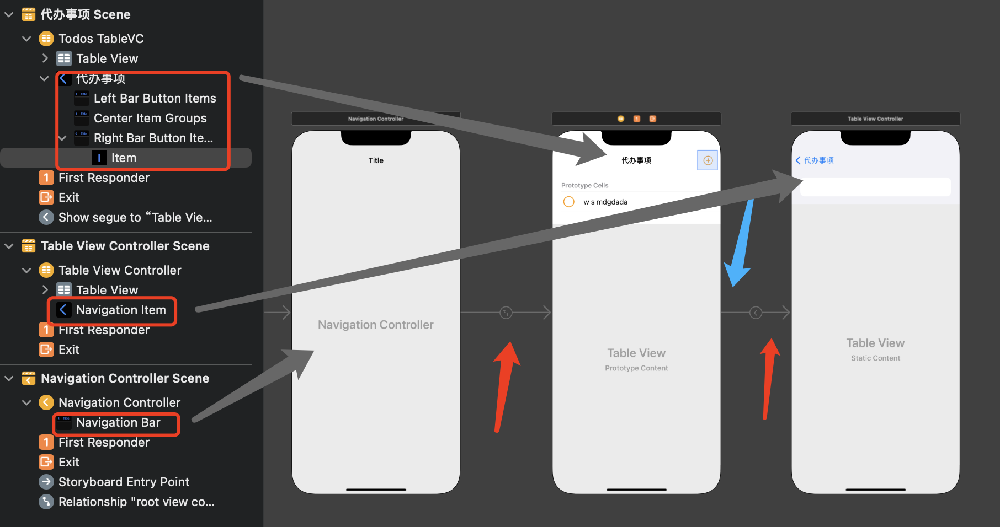 代办事项 Scene
Todos TableVC
Table View
代办事项
Left Bar Button Items
Center Item Groups
Right Bar Button Ite...
Item
First Responder
Exit
Show segue to “Table Vie...
Table View Controller Scene
Table View Controller
Table View
Navigation Item
First Responder
Exit
Navigation Controller Scene
Navigation Controller
Navigation Bar
First Responder
Exit
Storyboard Entry Point
Relationship "root view co...
Navigation Controller
Title
Navigation Controller
代办事项
Prototype Cells
w s mdgdada
Table View
Prototype Content
Table View Controller
代办事项
Table View
Static Content